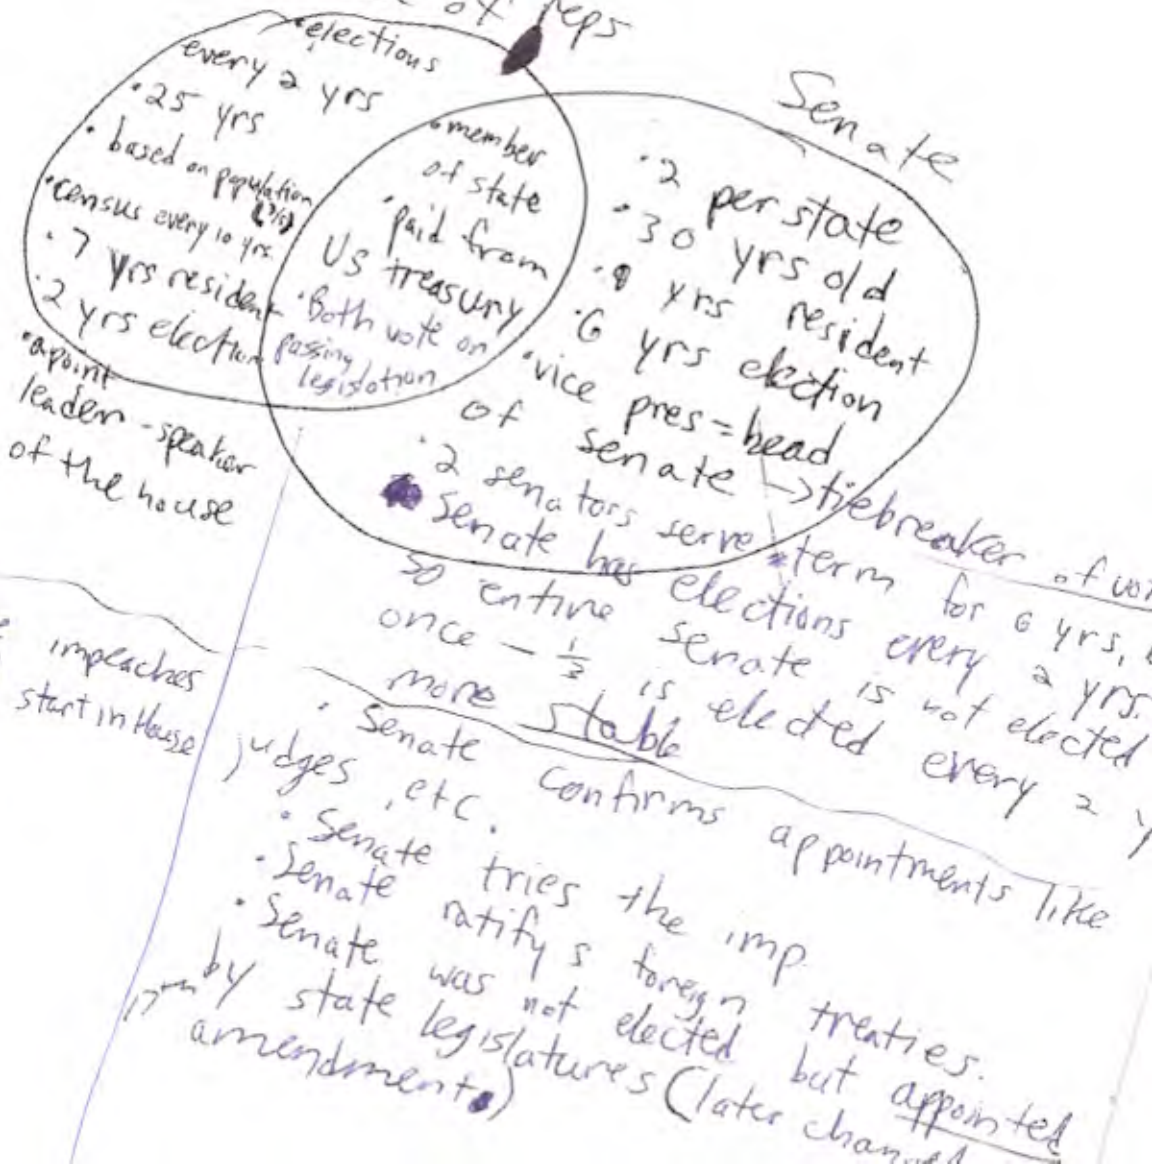 of Reps
• elections
every 2 yrs
• 25 yrs
• based on population
(3/5)
• census every 10 yrs.
• 7 yrs resident
• 2 yrs election
• apoint
leader - speaker
of the house
• member
of state
• paid from
US treasury
• Both vote on
passing
legislation
Senate
• 2 per state
• 30 yrs old
• 9 yrs resident
• 6 yrs election
• vice pres = head
of senate → tiebreaker of
• 2 senators serve term for 6 yrs,
Senate has elections every 2 yrs.
so entire senate is not elected
once - 1/3 is elected every 2
more stable
impeaches
start in House
• Senate confirms appointments like
judges, etc.
• Senate tries the imp.
• Senate ratifys foreign treaties.
• Senate was not elected but appointed
by state legislatures (later changed
17th amendment)